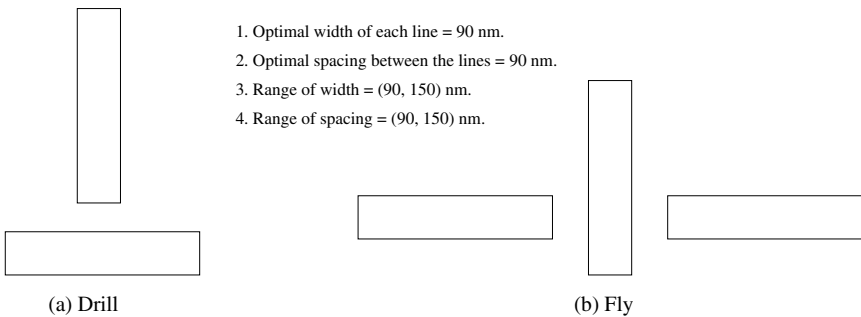 1. Optimal width of each line = 90 nm.
2. Optimal spacing between the lines = 90 nm.
3. Range of width = (90, 150) nm.
4. Range of spacing = (90, 150) nm.
(a) Drill
(b) Fly